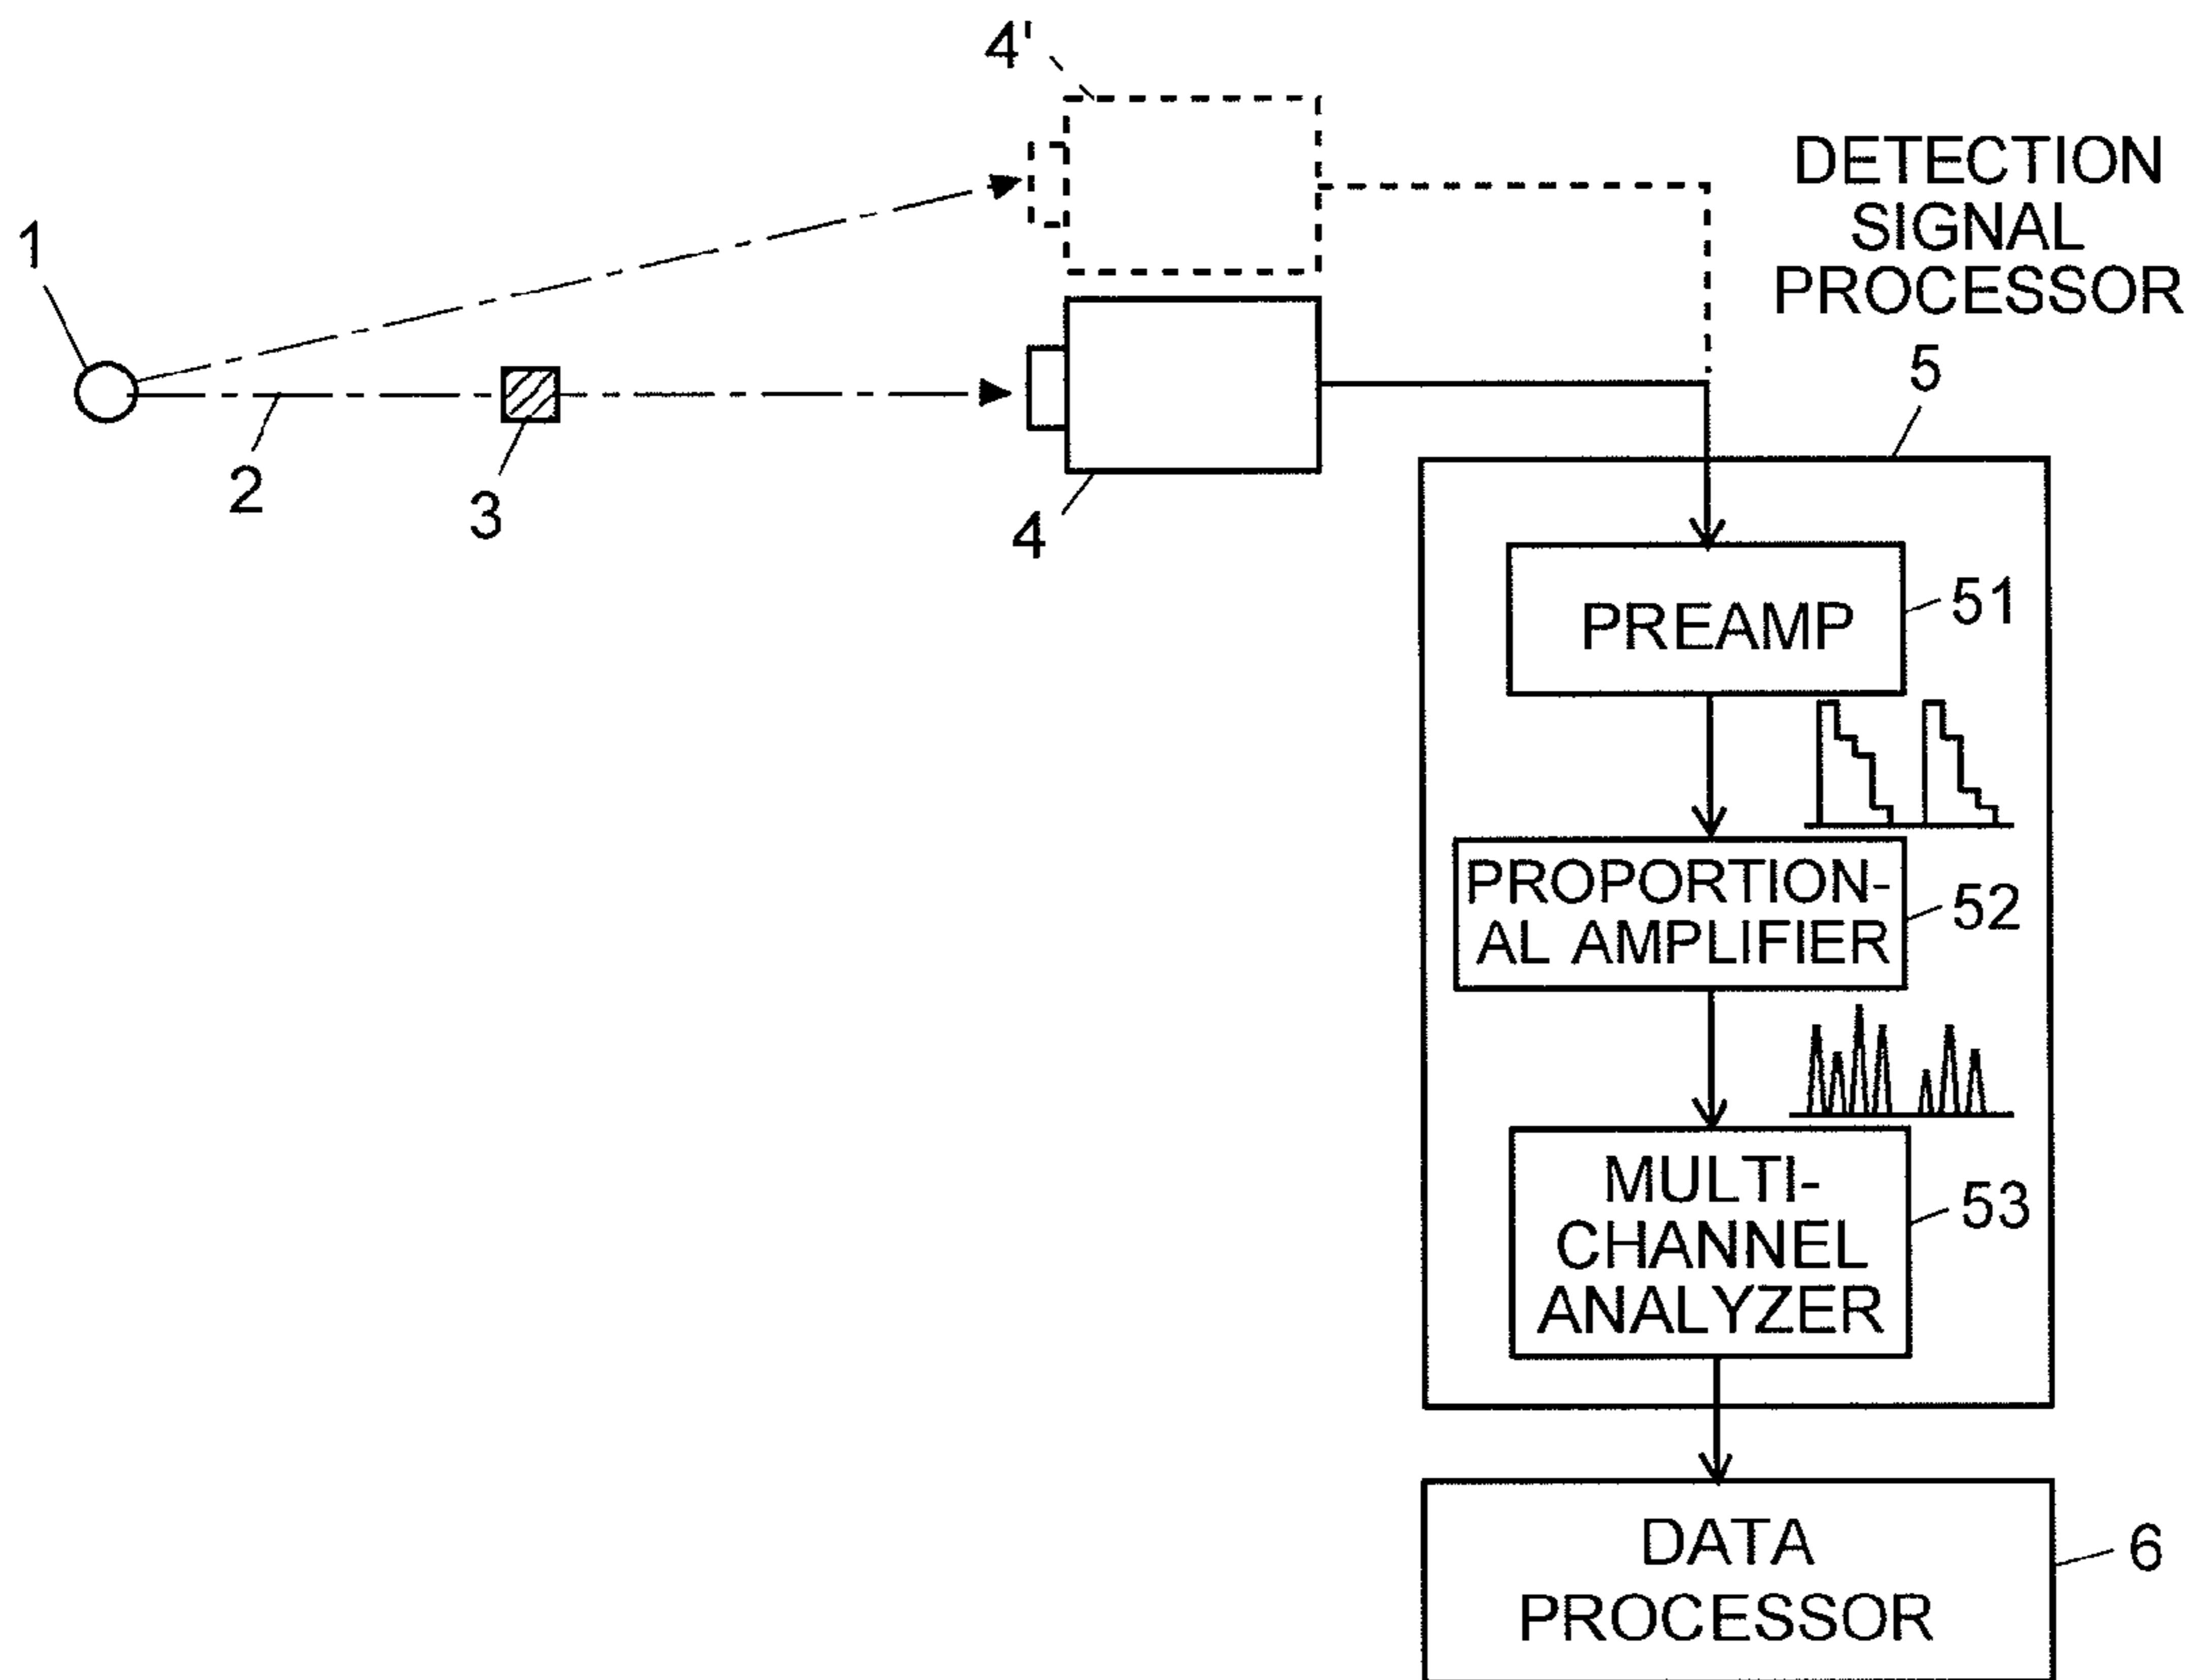 4'
DETECTION
SIGNAL
PROCESSOR
1
5
2
3
4
PREAMP
51
PROPORTION-
AL AMPLIFIER
52
MULTI-
CHANNEL
ANALYZER
53
DATA
PROCESSOR
6